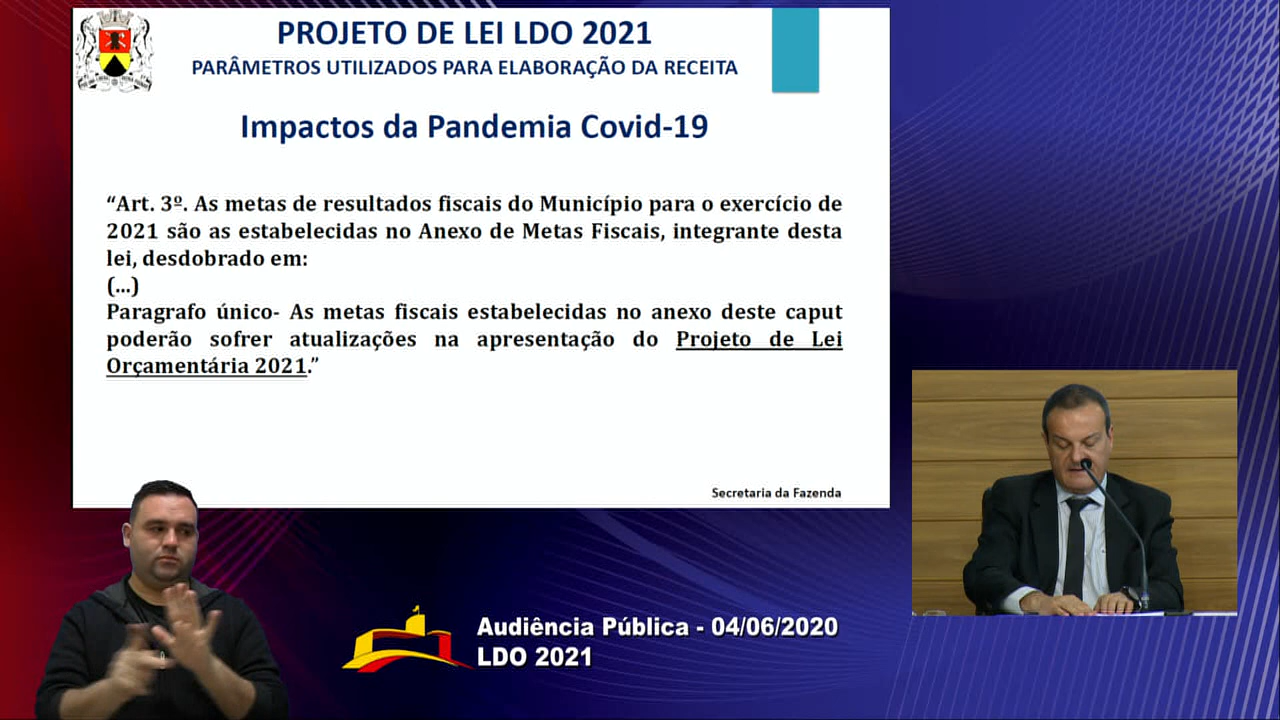 PROJETO DE LEI LDO 2021
PARÂMETROS UTILIZADOS PARA ELABORAÇÃO DA RECEITA
Impactos da Pandemia Covid-19
“Art. 3º. As metas de resultados fiscais do Município para o exercício de
2021 são as estabelecidas no Anexo de Metas Fiscais, integrante desta
lei, desdobrado em:
(...)
Paragrafo único- As metas fiscais estabelecidas no anexo deste caput
poderão sofrer atualizações na apresentação do Projeto de Lei
Orçamentária 2021.”
Secretaria da Fazenda
Audiência Pública - 04/06/2020
LDO 2021